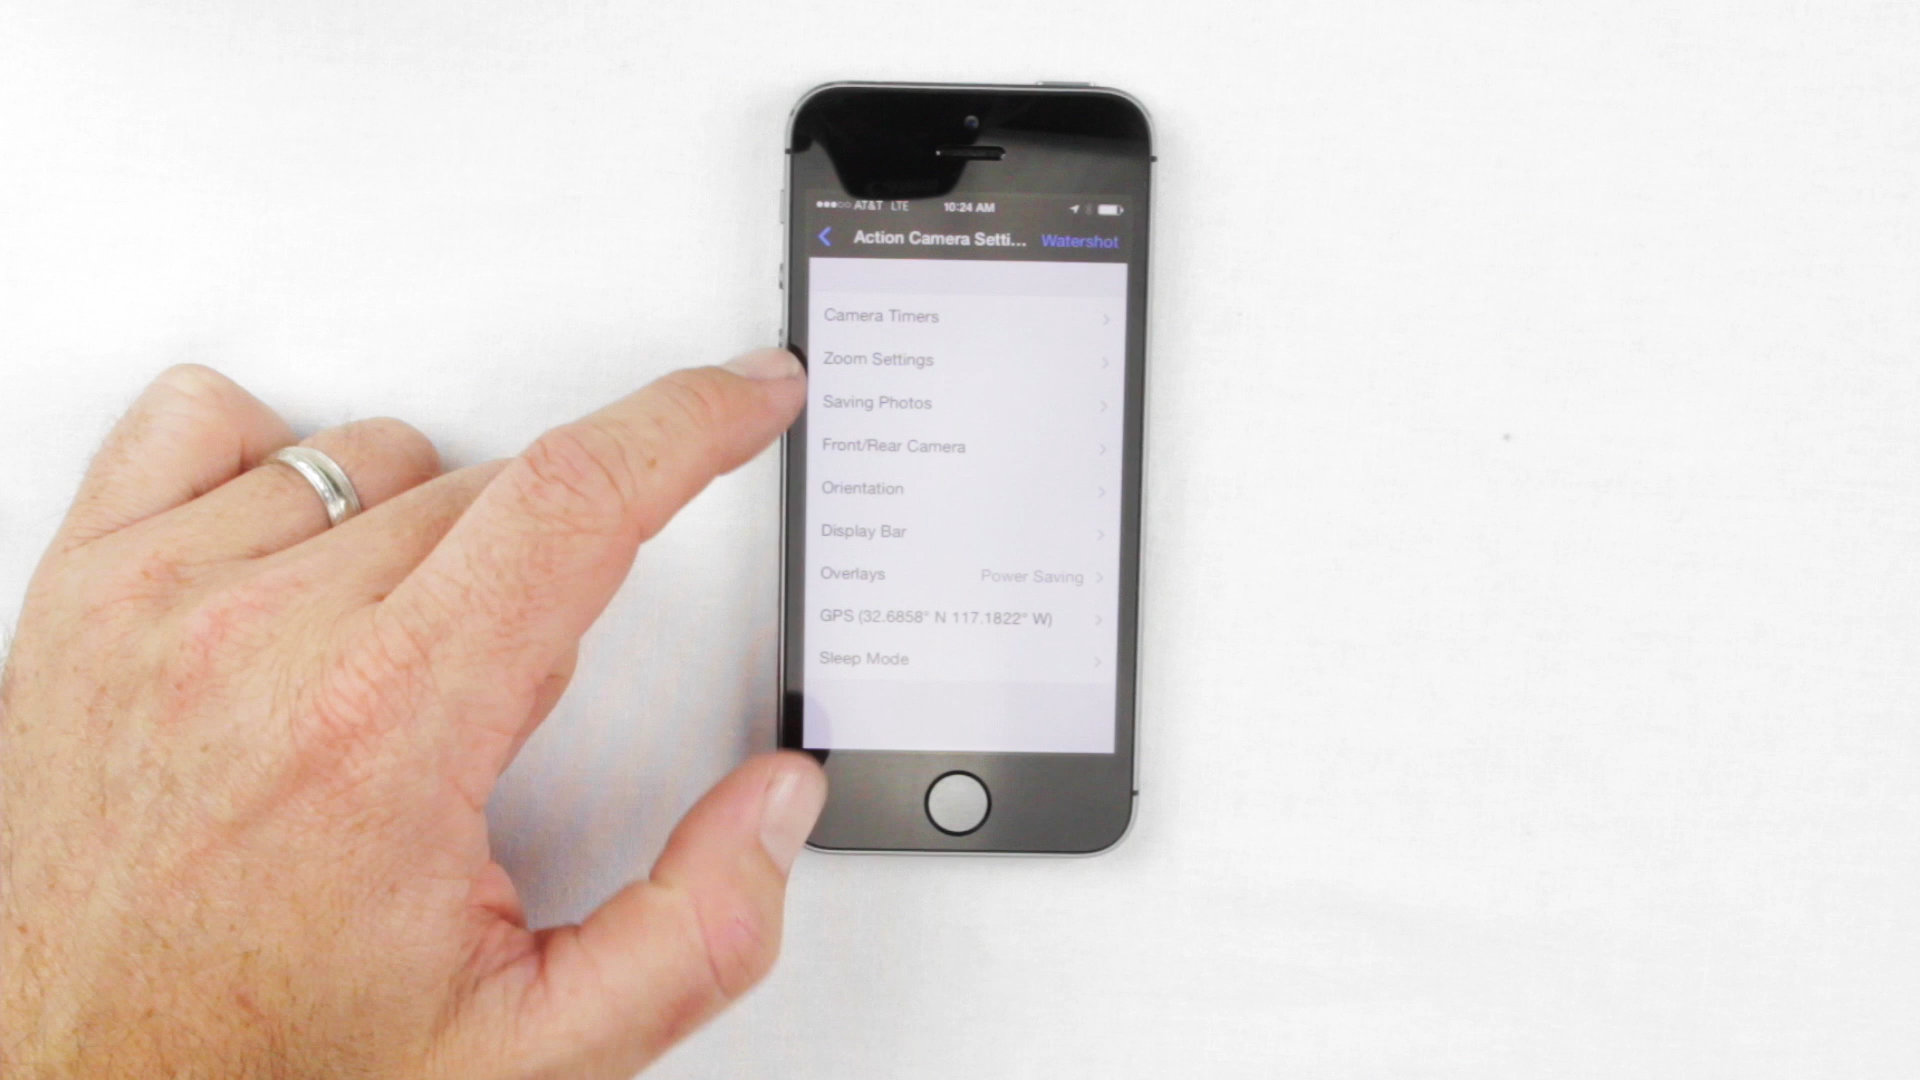 AT&T LTE 10:24 AM
Action Camera Setti... Watershot
Camera Timers
Zoom Settings
Saving Photos
Front/Rear Camera
Orientation
Display Bar
Overlays Power Saving
GPS (32.6858° N 117.1822° W)
Sleep Mode